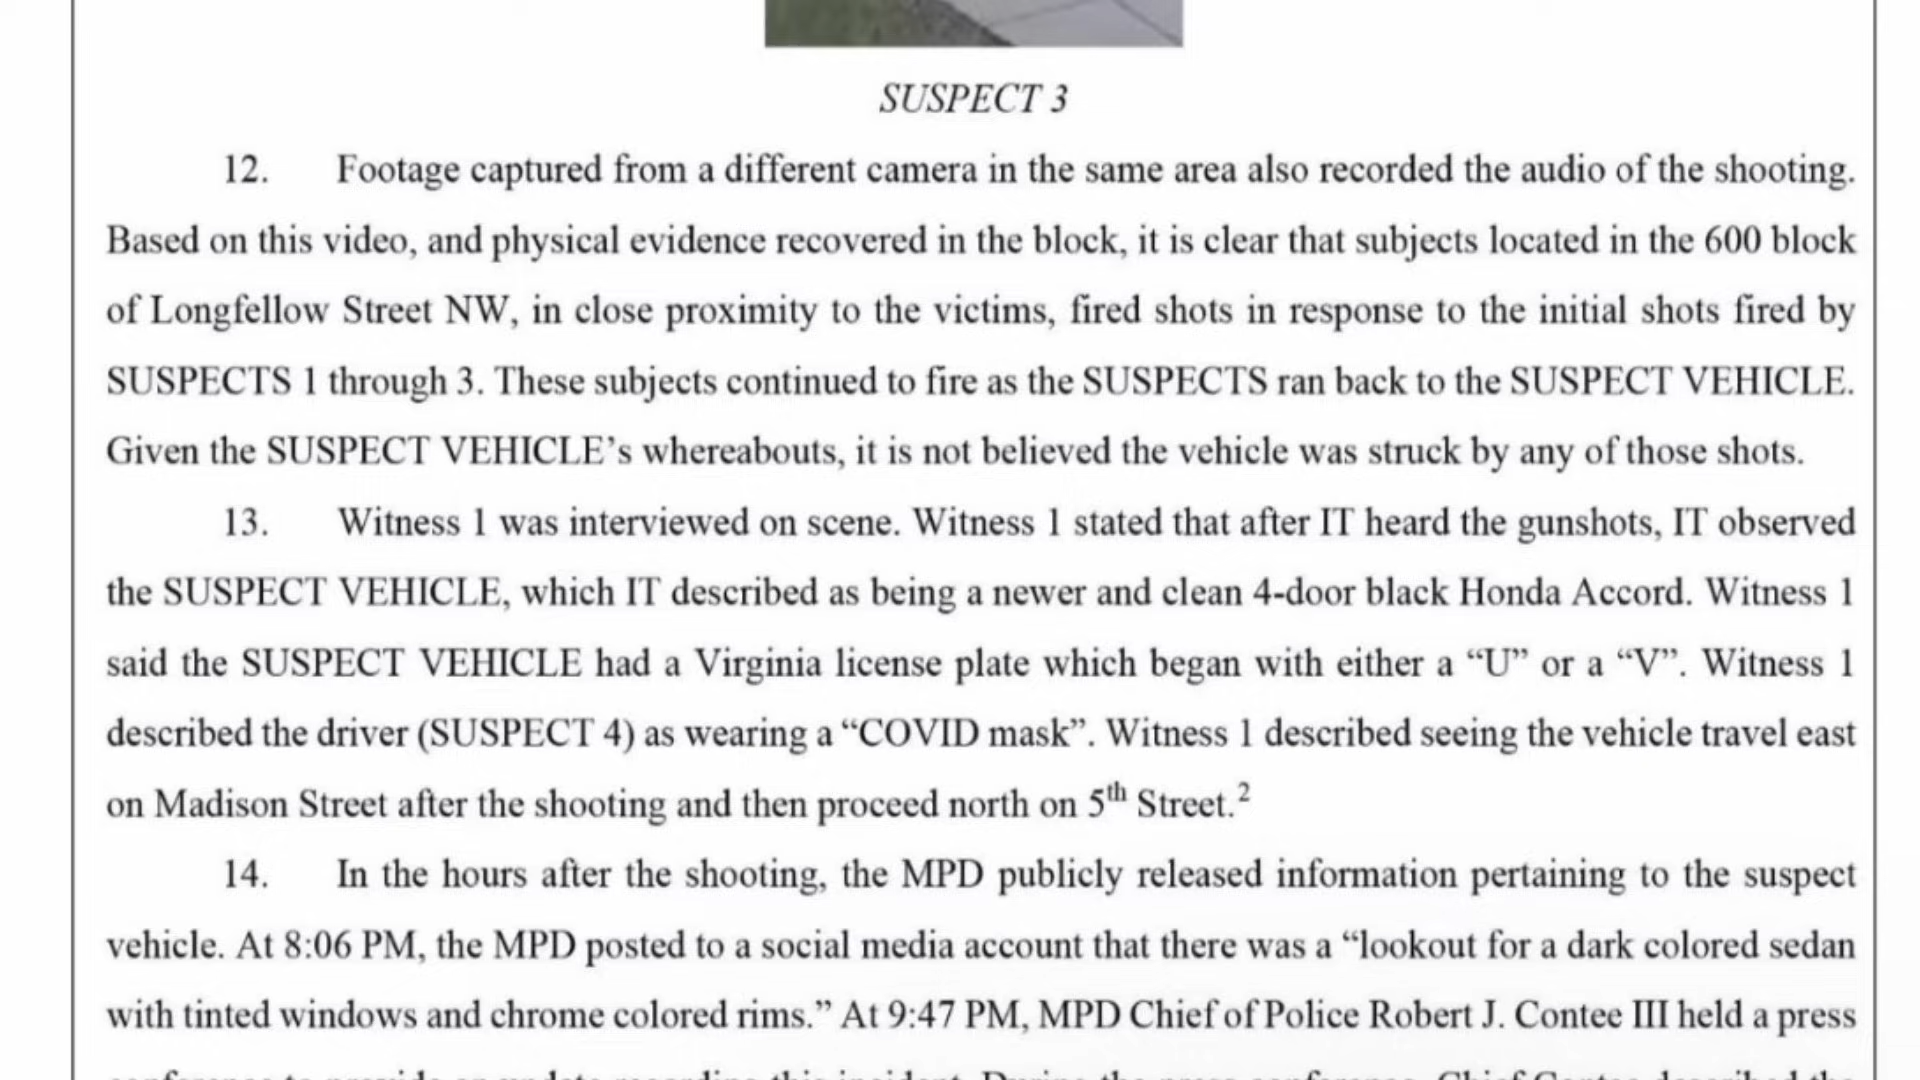 SUSPECT 3
12. Footage captured from a different camera in the same area also recorded the audio of the shooting.
Based on this video, and physical evidence recovered in the block, it is clear that subjects located in the 600 block
of Longfellow Street NW, in close proximity to the victims, fired shots in response to the initial shots fired by
SUSPECTS 1 through 3. These subjects continued to fire as the SUSPECTS ran back to the SUSPECT VEHICLE.
Given the SUSPECT VEHICLE’s whereabouts, it is not believed the vehicle was struck by any of those shots.
13. Witness 1 was interviewed on scene. Witness 1 stated that after IT heard the gunshots, IT observed
the SUSPECT VEHICLE, which IT described as being a newer and clean 4-door black Honda Accord. Witness 1
said the SUSPECT VEHICLE had a Virginia license plate which began with either a “U” or a “V”. Witness 1
described the driver (SUSPECT 4) as wearing a “COVID mask”. Witness 1 described seeing the vehicle travel east
on Madison Street after the shooting and then proceed north on 5th Street.2
14. In the hours after the shooting, the MPD publicly released information pertaining to the suspect
vehicle. At 8:06 PM, the MPD posted to a social media account that there was a “lookout for a dark colored sedan
with tinted windows and chrome colored rims.” At 9:47 PM, MPD Chief of Police Robert J. Contee III held a press